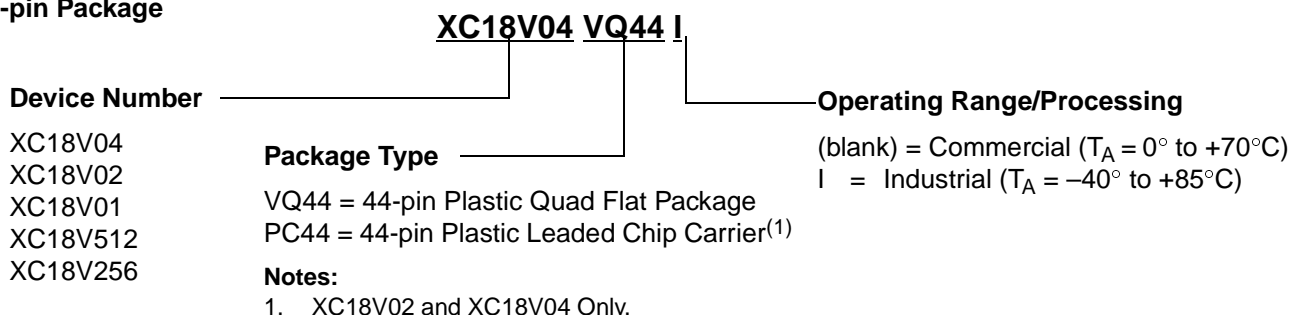 -pin Package
XC18V04 VQ44 I
Device Number
XC18V04
XC18V02
XC18V01
XC18V512
XC18V256
Package Type
VQ44 = 44-pin Plastic Quad Flat Package
PC44 = 44-pin Plastic Leaded Chip Carrier(1)
Notes:
1. XC18V02 and XC18V04 Only.
Operating Range/Processing
(blank) = Commercial (TA = 0° to +70°C)
I = Industrial (TA = –40° to +85°C)